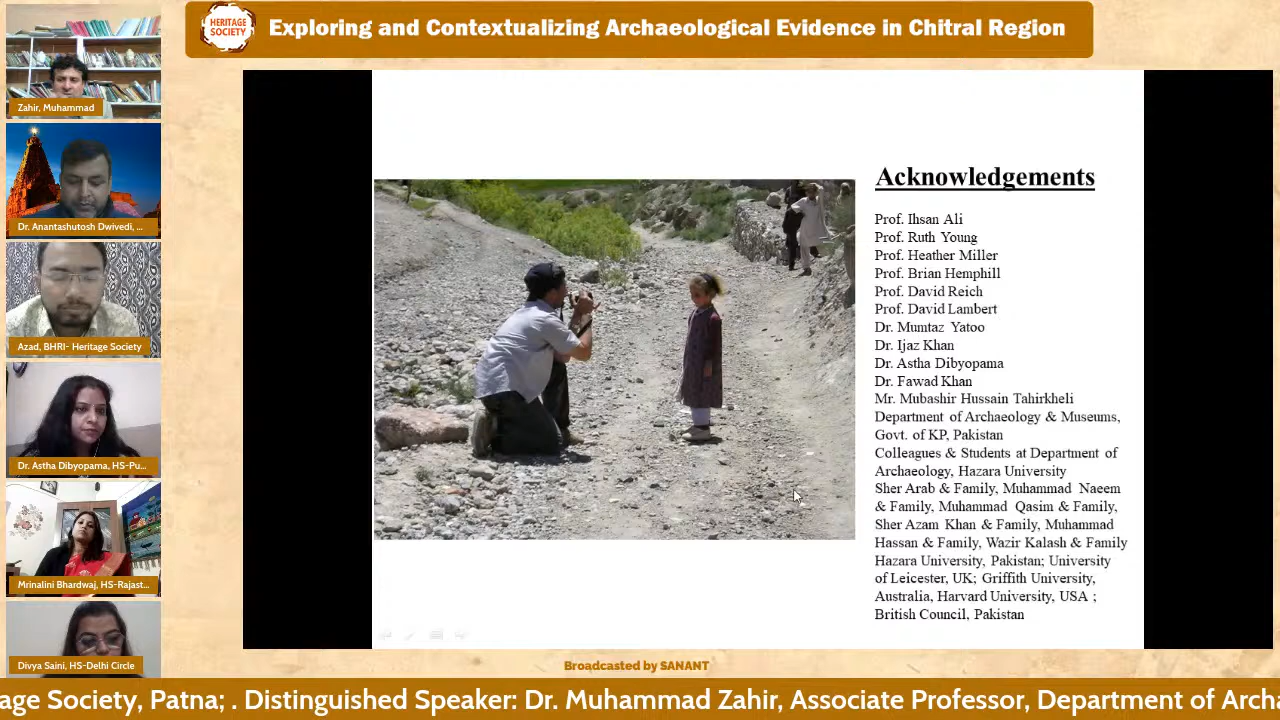 HERITAGE
SOCIETY
Exploring and Contextualizing Archaeological Evidence in Chitral Region
Zahir, Muhammad
Dr. Anantashutosh Dwivedi, ...
Azad, BHRI- Heritage Society
Dr. Astha Dibyopama, HS-Pu...
Mrinalini Bhardwaj, HS-Rajast...
Divya Saini, HS-Delhi Circle
Acknowledgements
Prof. Ihsan Ali
Prof. Ruth Young
Prof. Heather Miller
Prof. Brian Hemphill
Prof. David Reich
Prof. David Lambert
Dr. Mumtaz Yatoo
Dr. Ijaz Khan
Dr. Astha Dibyopama
Dr. Fawad Khan
Mr. Mubashir Hussain Tahirkheli
Department of Archaeology & Museums,
Govt. of KP, Pakistan
Colleagues & Students at Department of
Archaeology, Hazara University
Sher Arab & Family, Muhammad Naeem
& Family, Muhammad Qasim & Family,
Sher Azam Khan & Family, Muhammad
Hassan & Family, Wazir Kalash & Family
Hazara University, Pakistan; University
of Leicester, UK; Griffith University,
Australia, Harvard University, USA ;
British Council, Pakistan
Broadcasted by SANANT
age Society, Patna; . Distinguished Speaker: Dr. Muhammad Zahir, Associate Professor, Department of Archa